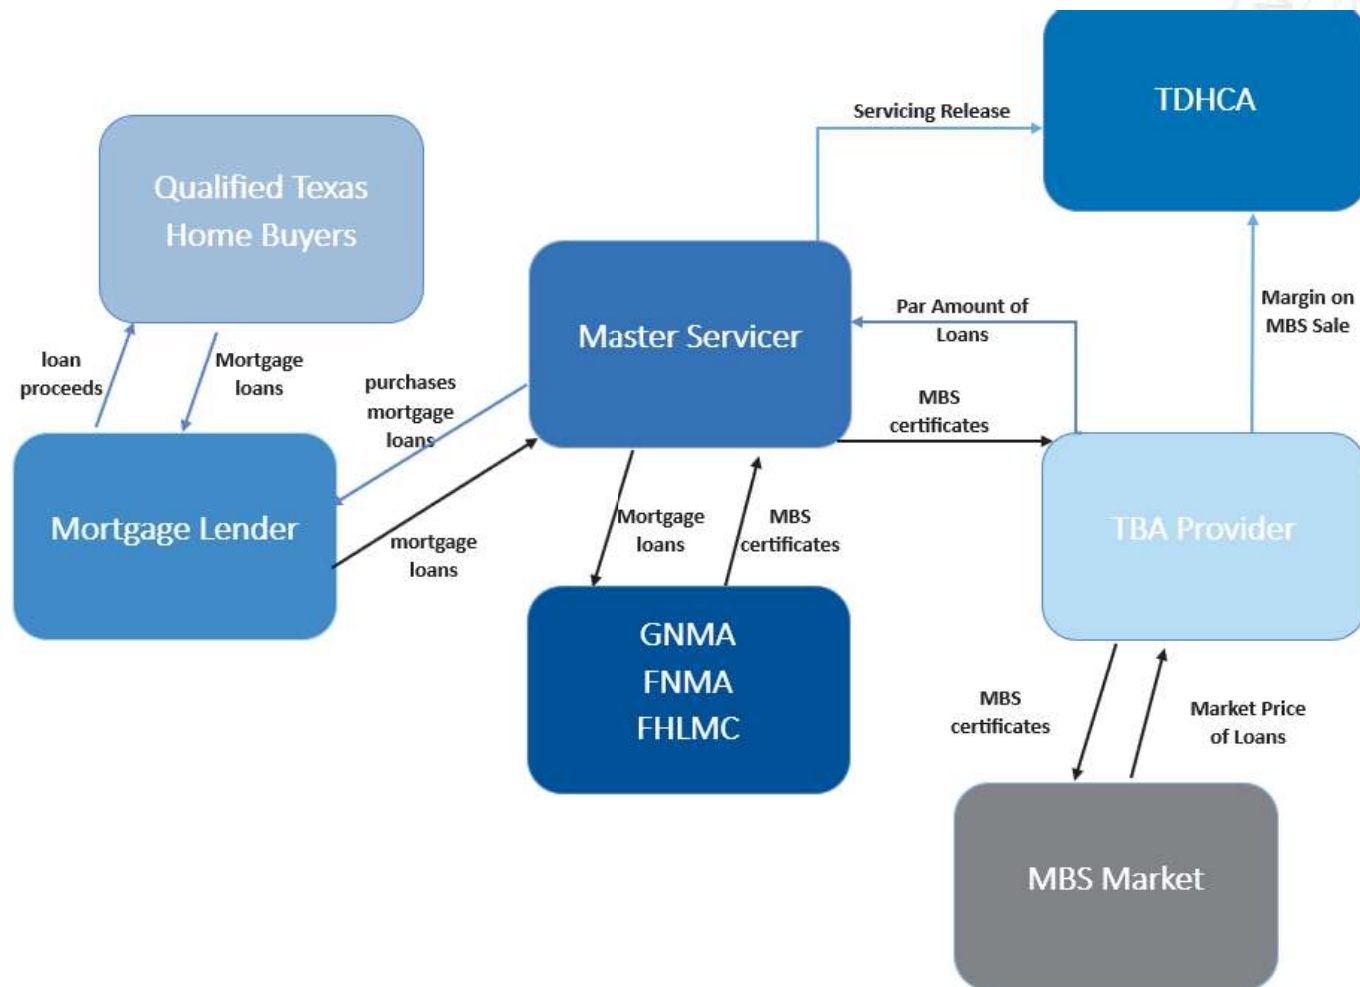 TDHCA
Servicing Release
Qualified Texas
Home Buyers
Master Servicer
Par Amount of
Loans
Margin on
MBS Sale
loan
proceeds
Mortgage
loans
purchases
mortgage
loans
MBS
certificates
Mortgage Lender
mortgage
loans
Mortgage
loans
MBS
certificates
TBA Provider
GNMA
FNMA
FHLMC
MBS
certificates
Market Price
of Loans
MBS Market